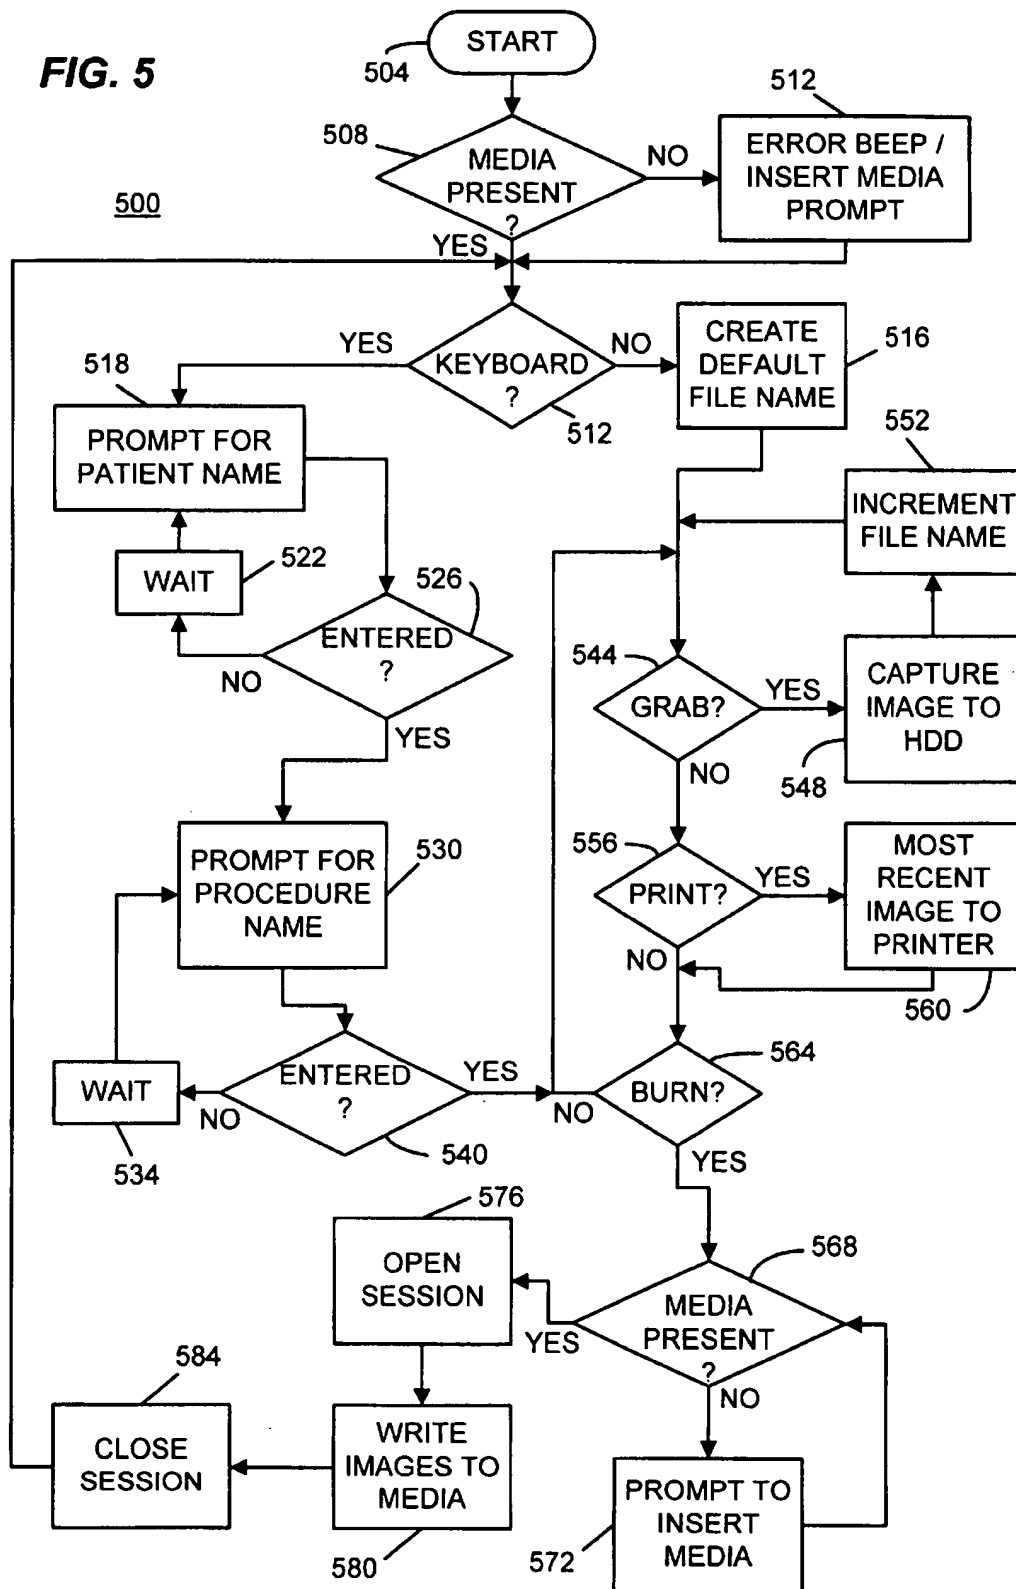 FIG. 5
START
504
508
MEDIA
PRESENT
?
NO
512
ERROR BEEP /
INSERT MEDIA
PROMPT
500
YES
KEYBOARD
?
512
YES
NO
CREATE
DEFAULT
FILE NAME
516
518
PROMPT FOR
PATIENT NAME
WAIT
522
526
ENTERED
?
NO
YES
552
INCREMENT
FILE NAME
544
GRAB?
YES
NO
CAPTURE
IMAGE TO
HDD
548
PROMPT FOR
PROCEDURE
NAME
530
556
PRINT?
YES
NO
MOST
RECENT
IMAGE TO
PRINTER
560
WAIT
534
NO
ENTERED
?
YES
540
NO
BURN?
564
YES
576
OPEN
SESSION
YES
MEDIA
PRESENT
?
568
NO
584
CLOSE
SESSION
WRITE
IMAGES TO
MEDIA
580
PROMPT TO
INSERT
MEDIA
572